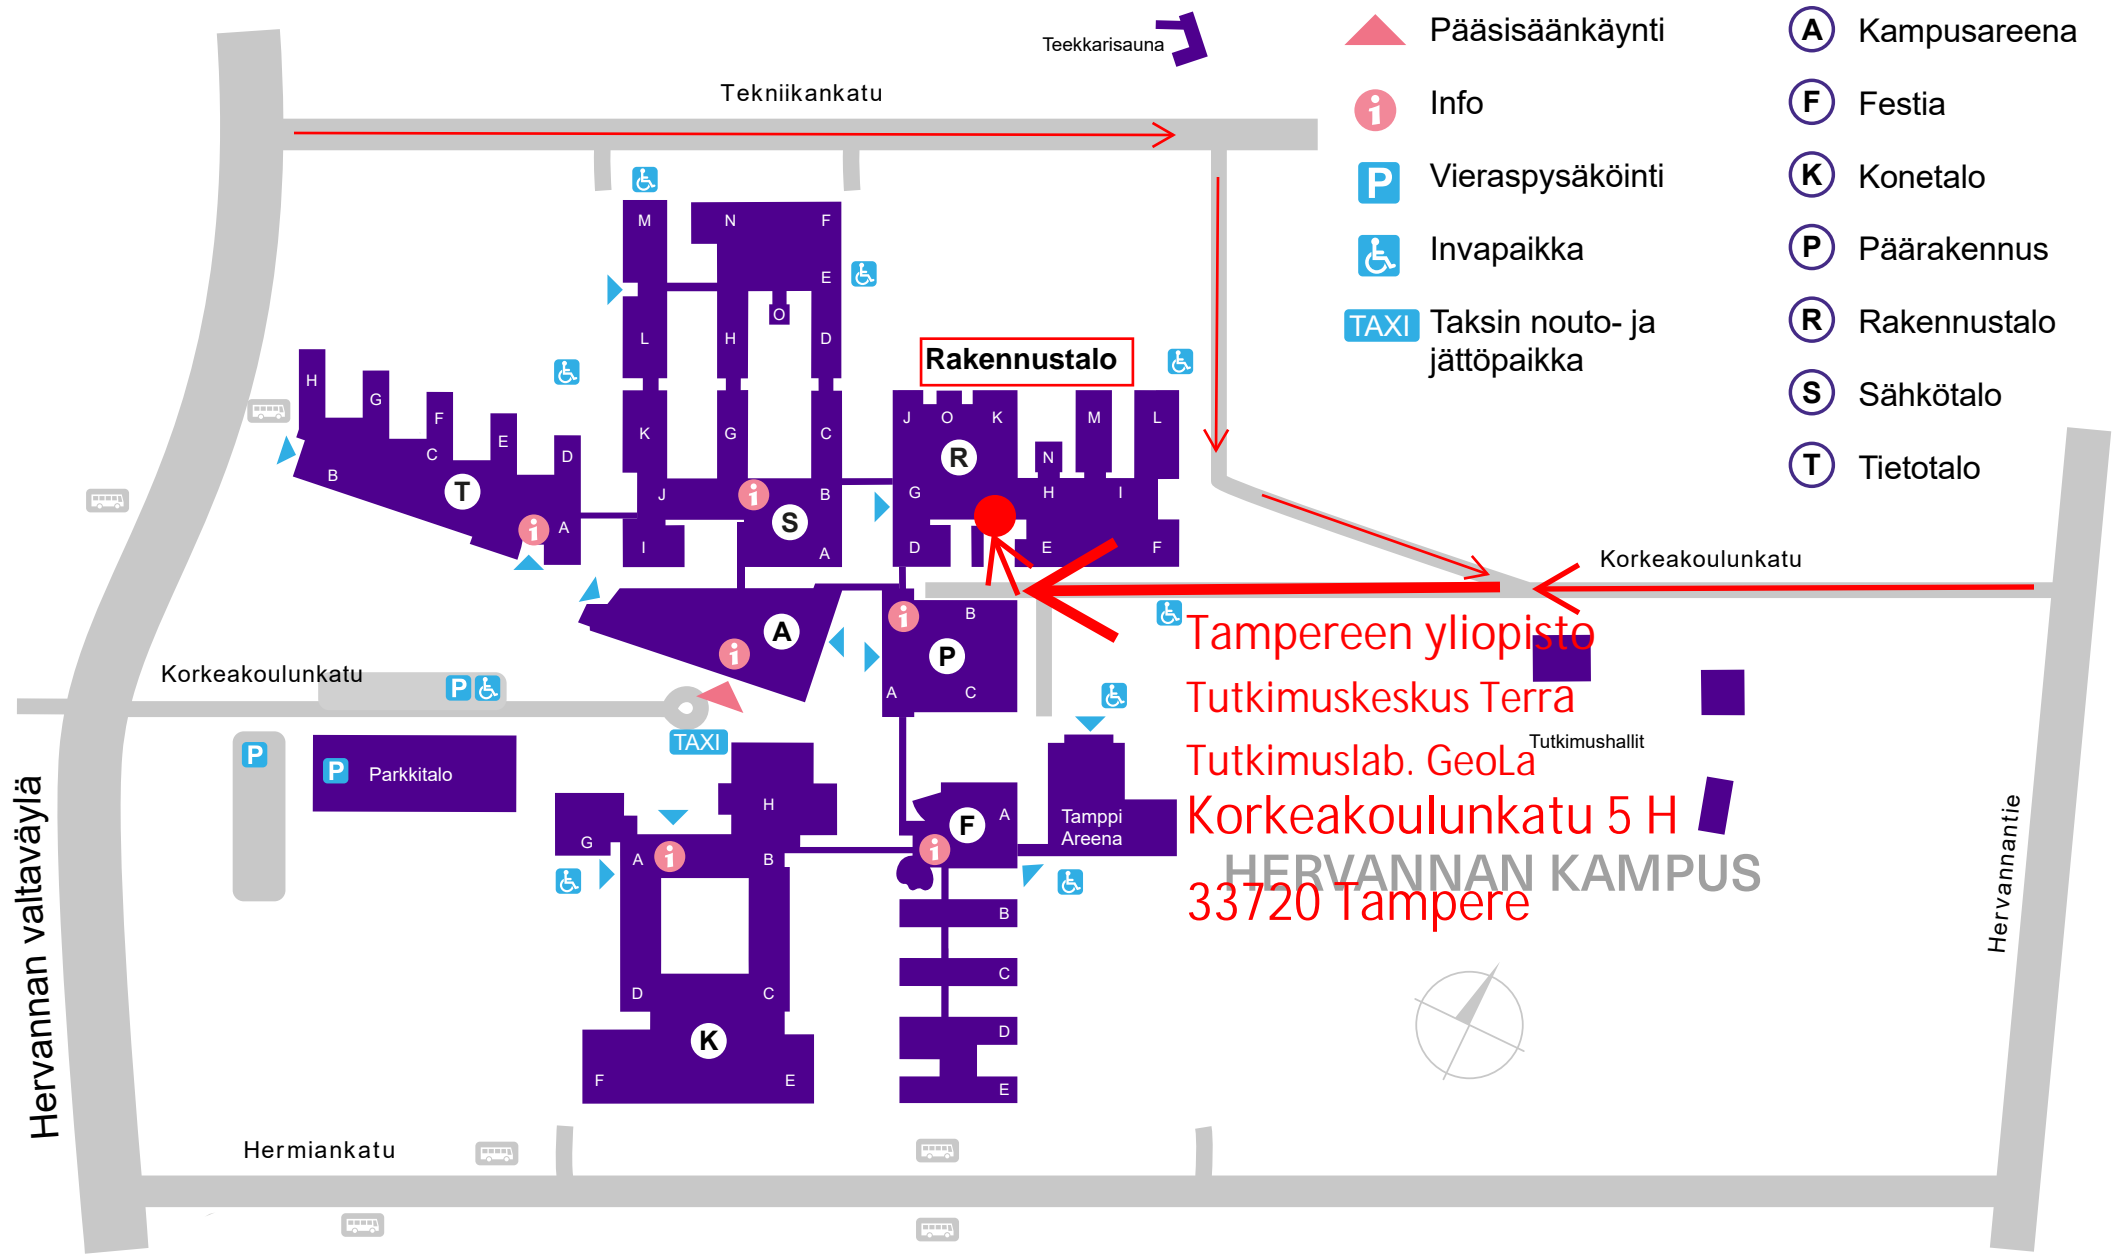 Teekkarisauna
Tekniikankatu
Pääsisäänkäynti
Info
P Vieraspysäköinti
Invapaikka
TAXI Taksin nouto- ja
jättöpaikka
A Kampusareena
F Festia
K Konetalo
P Päärakennus
R Rakennustalo
S Sähkötalo
T Tietotalo
M
N
F
E
O
L
H
D
K
G
C
J
B
S
I
A
H
G
F
E
D
C
B
T
A
Rakennustalo
J
O
K
M
L
R
N
G
H
I
D
E
F
Korkeakoulunkatu
A
B
P
A
C
Korkeakoulunkatu
P
TAXI
P
P
Parkkitalo
Tampereen yliopisto
Tutkimuskeskus Terra
Tutkimushallit
Tutkimuslab. GeoLa
Korkeakoulunkatu 5 H
HERVANNAN KAMPUS
33720 Tampere
Hervannan valtaväylä
Hervannantie
H
G
A
B
D
C
K
F
E
F
A
Tamppi
Areena
B
C
D
E
Hermiankatu